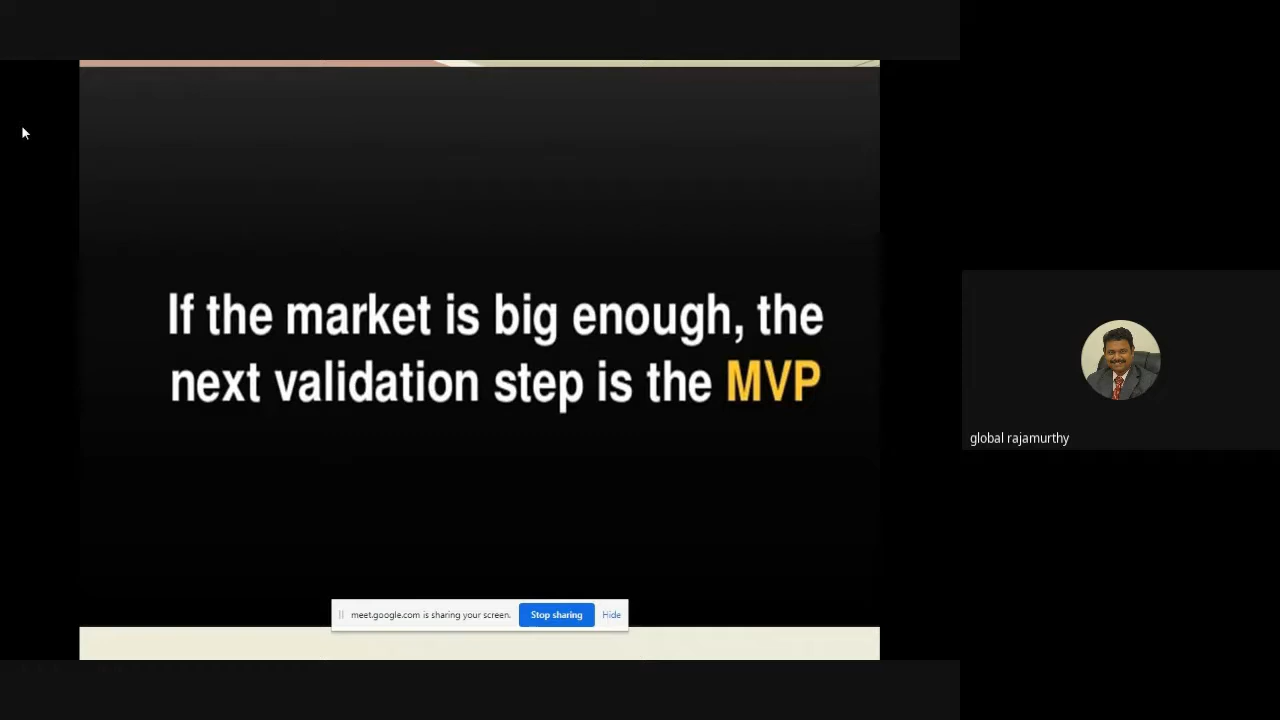 If the market is big enough, the
next validation step is the MVP
meet.google.com is sharing your screen. Stop sharing Hide
global rajamurthy